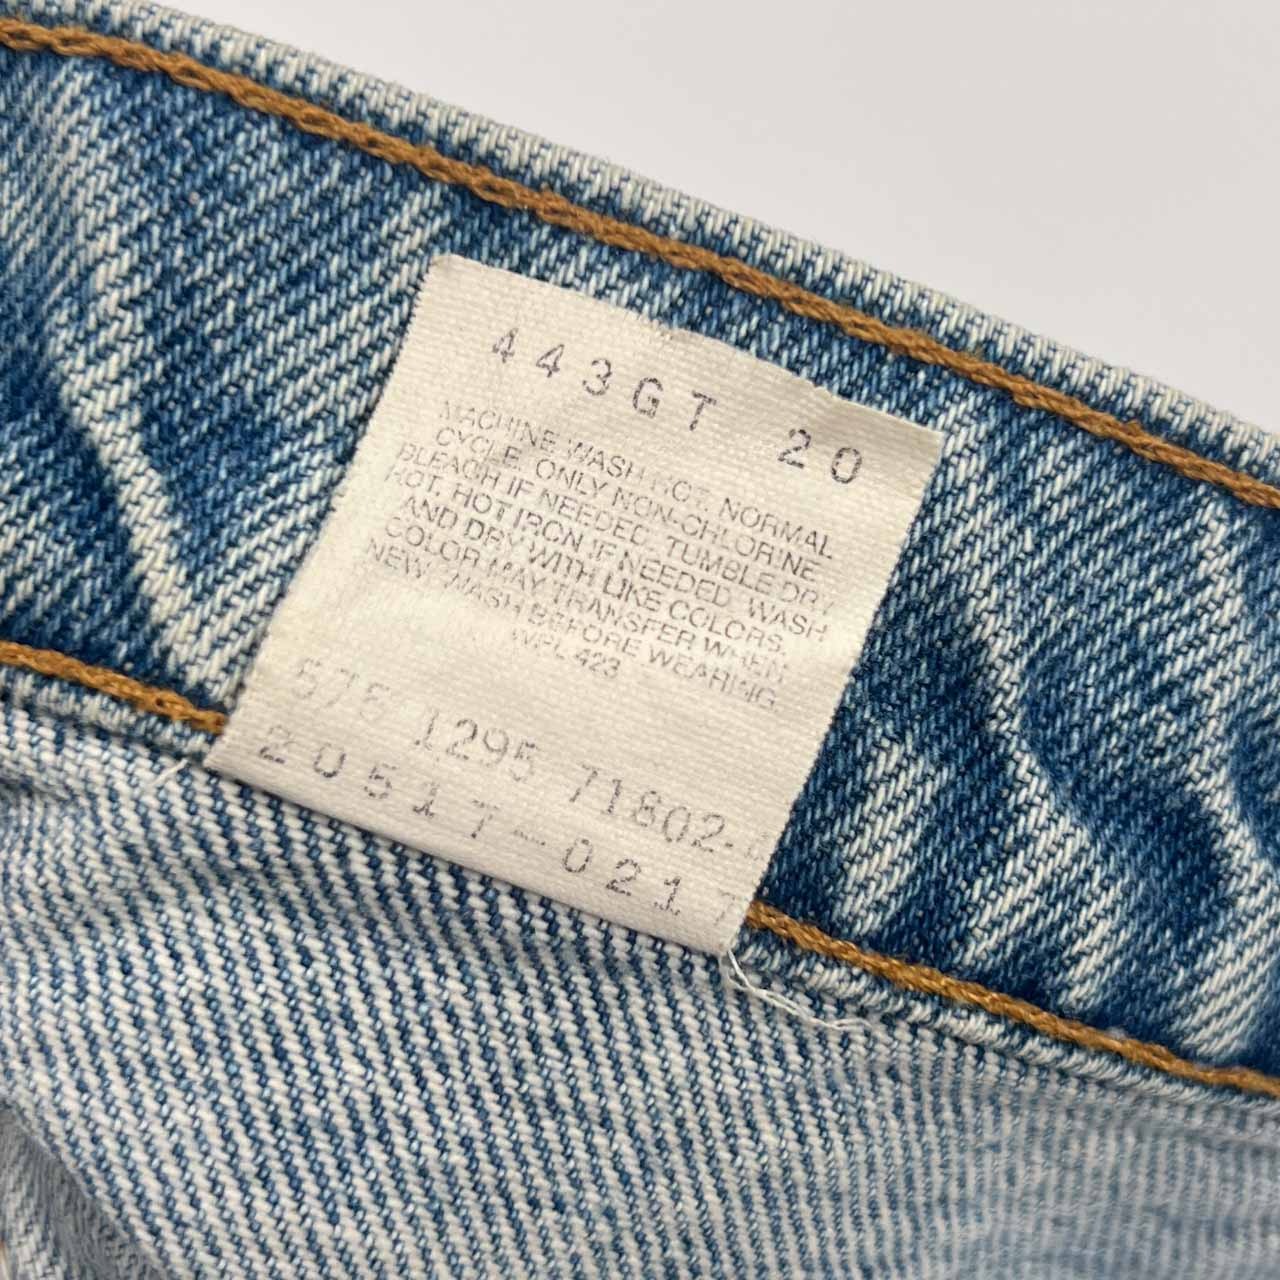 443GT 20
MACHINE WASH HOT, NORMAL
CYCLE. ONLY NON-CHLORINE
BLEACH IF NEEDED. TUMBLE DRY
HOT. HOT IRON IF NEEDED. WASH
AND DRY WITH LIKE COLORS.
COLOR MAY TRANSFER WHEN
NEW. WASH BEFORE WEARING.
WPL 423
575 1295 71802
20517-0217